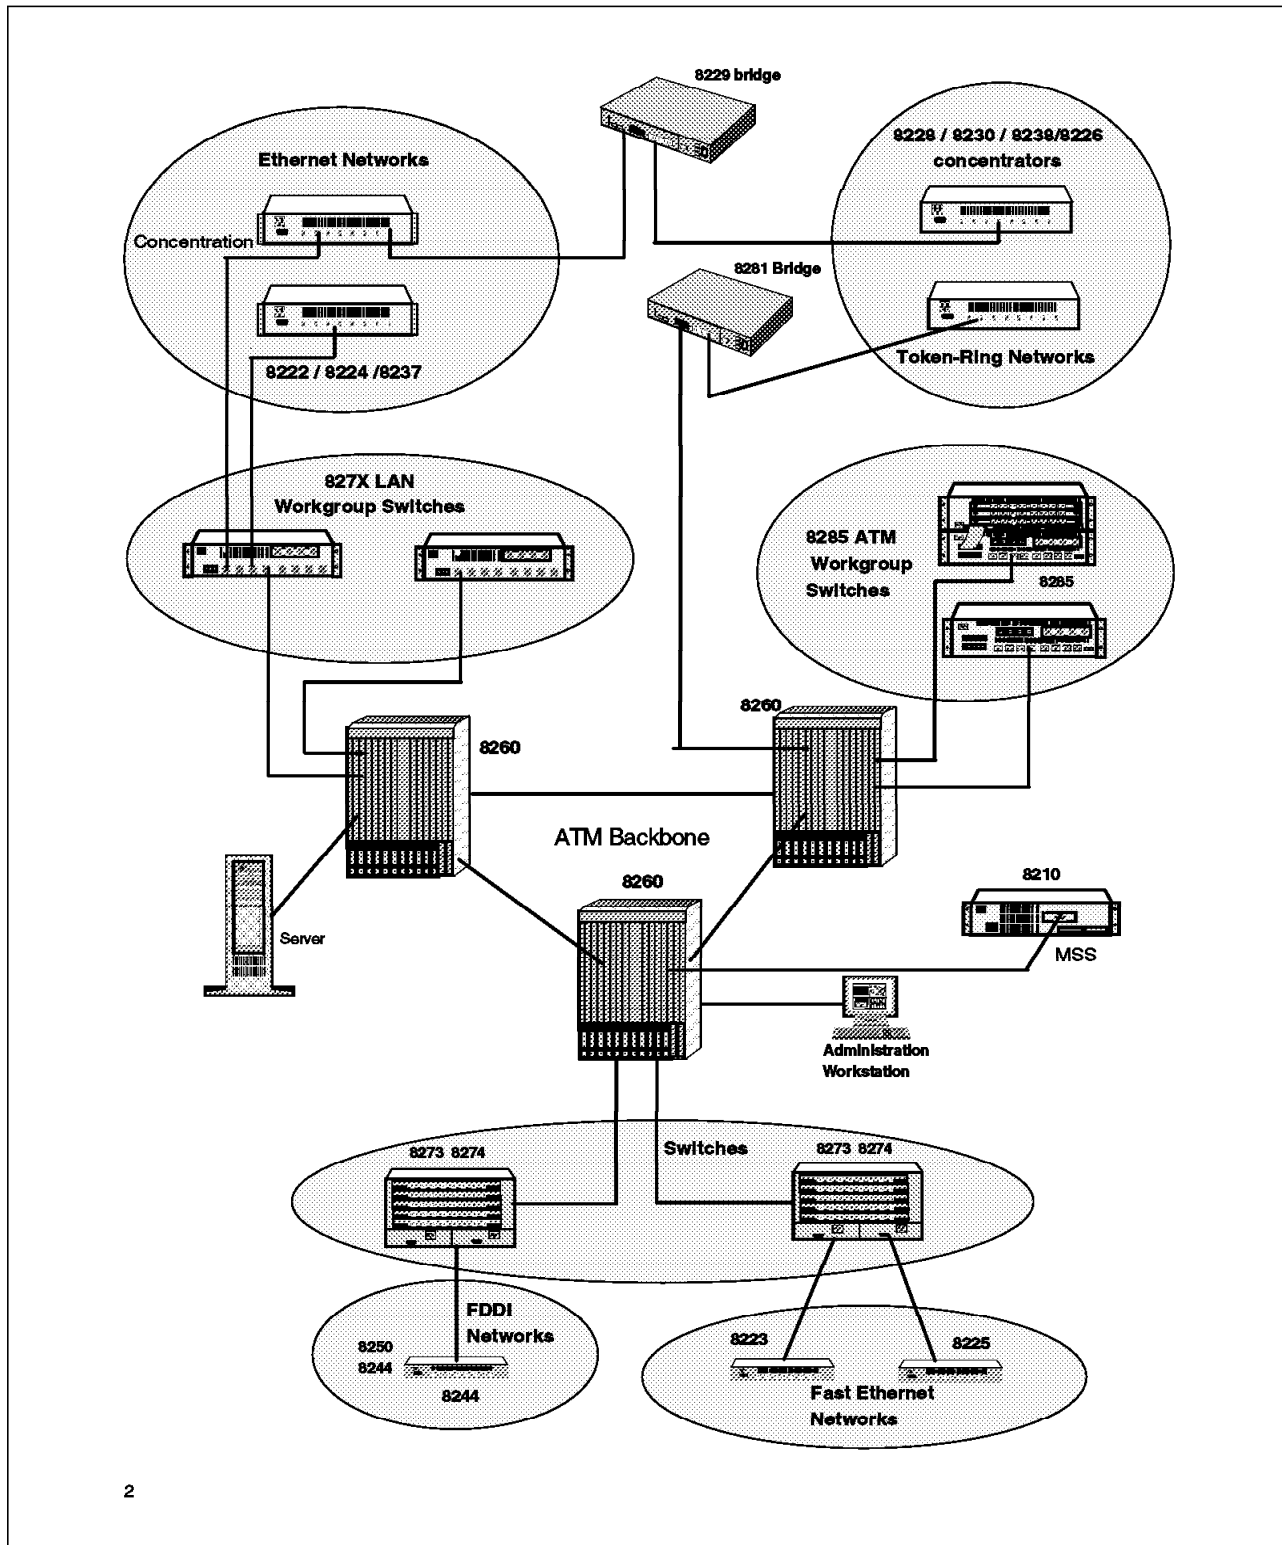 8229 bridge
Ethernet Networks
Concentration
8222 / 8224 /8237
8228 / 8230 / 8238/8226
concentrators
8281 Bridge
Token-Ring Networks
827X LAN
Workgroup Switches
8285 ATM
Workgroup
Switches
8285
8260
8260
ATM Backbone
8260
8210
MSS
Server
Administration
Workstation
Switches
8273 8274
8273 8274
FDDI
Networks
8250
8244
8244
8223
8225
Fast Ethernet
Networks
2